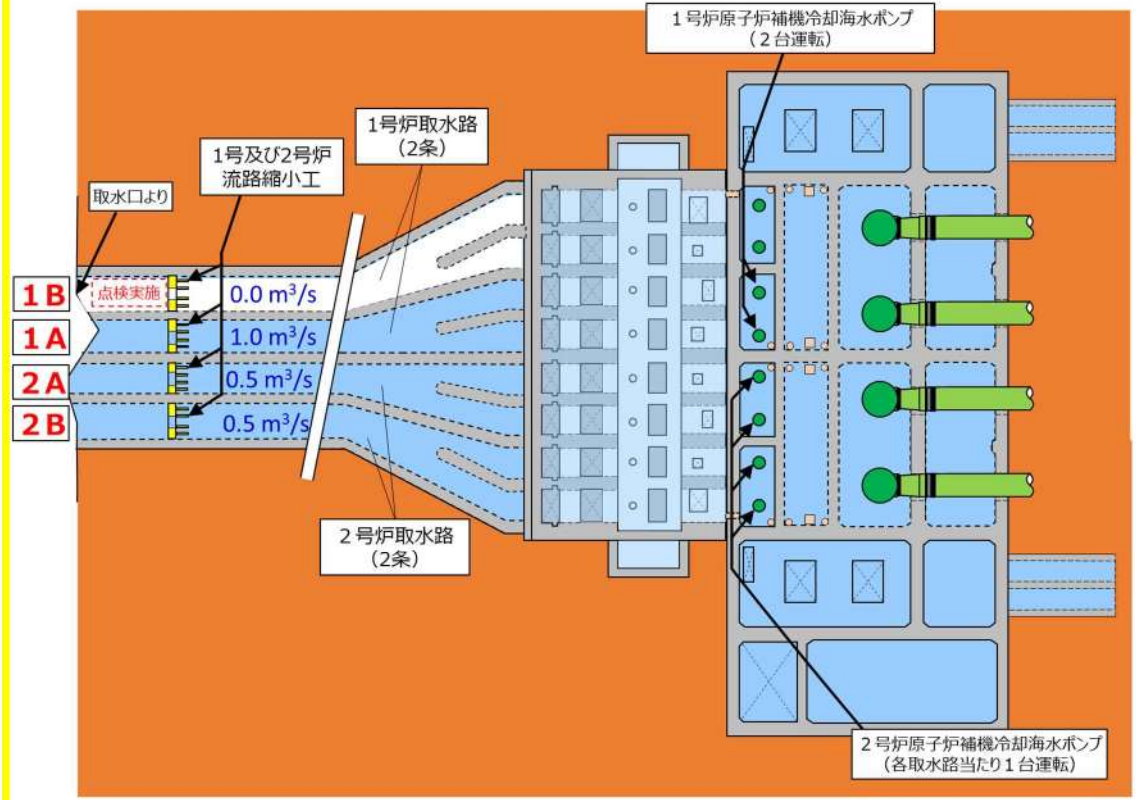 1号炉原子炉補機冷却海水ポンプ
(2台運転)
1号炉取水路
(2条)
1号及び2号炉
流路縮小工
取水口より
1B
点検実施
0.0 m³/s
1A
1.0 m³/s
2A
0.5 m³/s
2B
0.5 m³/s
2号炉取水路
(2条)
2号炉原子炉補機冷却海水ポンプ
(各取水路当たり1台運転)